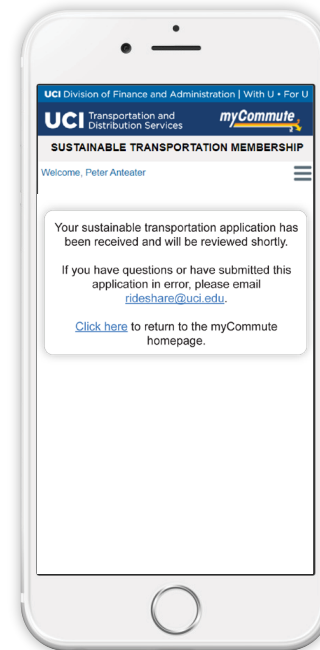 UCI Division of Finance and Administration | With U • For U
UCI Transportation and Distribution Services myCommute
SUSTAINABLE TRANSPORTATION MEMBERSHIP
Welcome, Peter Anteater
Your sustainable transportation application has
been received and will be reviewed shortly.
If you have questions or have submitted this
application in error, please email
rideshare@uci.edu.
Click here to return to the myCommute
homepage.